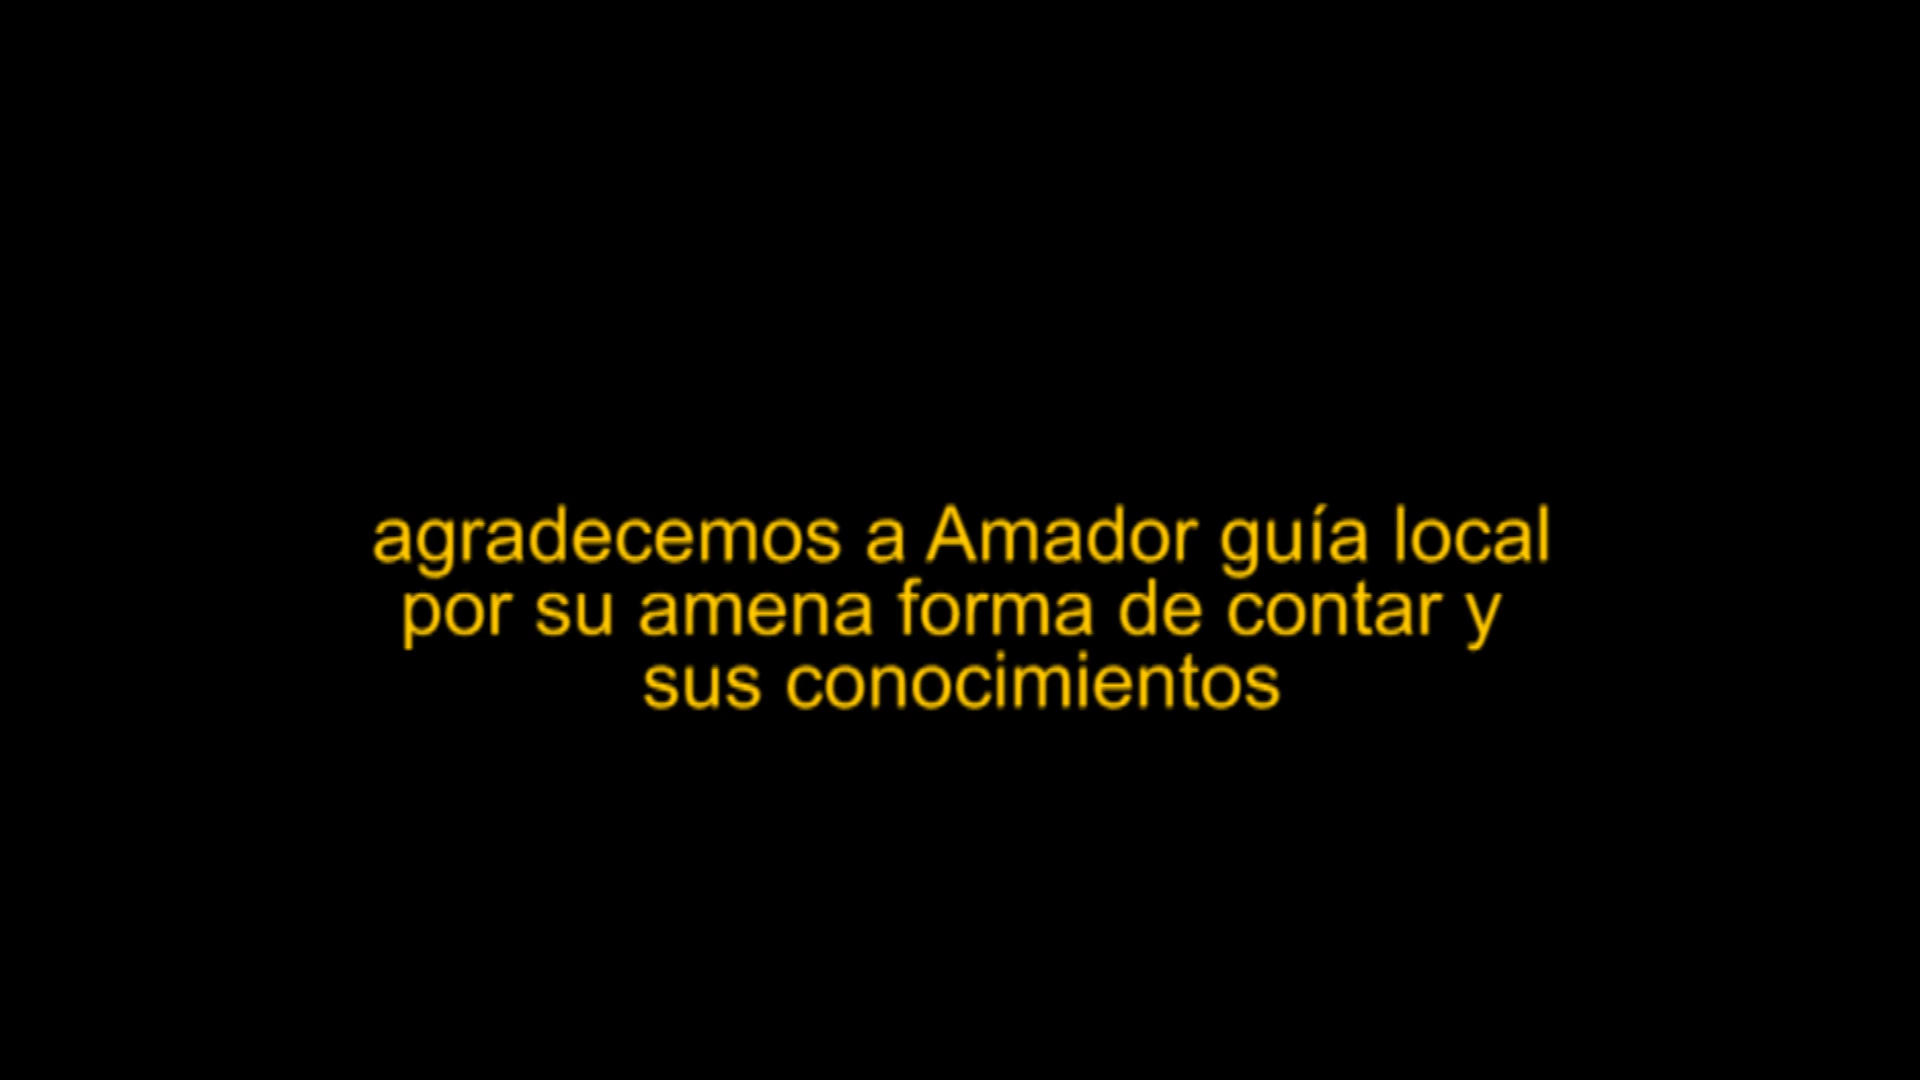 agradecemos a Amador guía local
por su amena forma de contar y
sus conocimientos